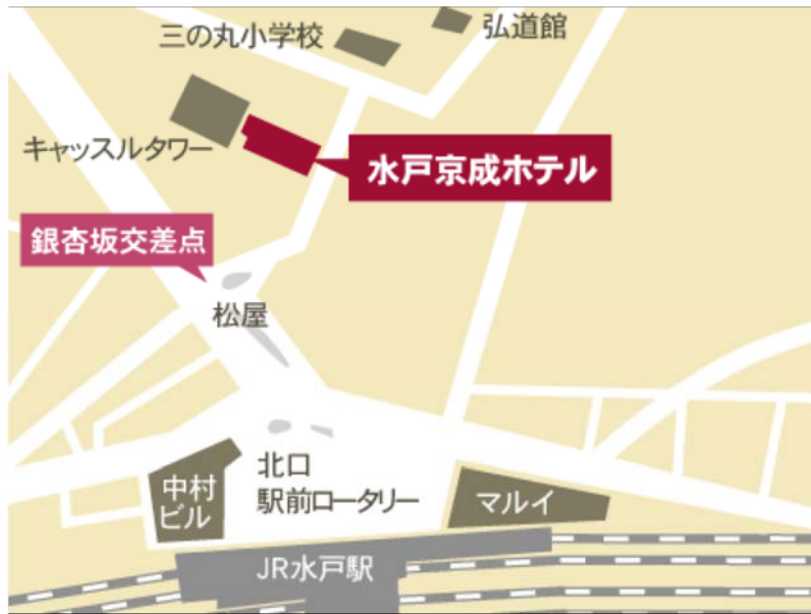 三の丸小学校
弘道館
キャッスルタワー
水戸京成ホテル
銀杏坂交差点
松屋
北口
駅前ロータリー
中村
ビル
マルイ
JR水戸駅